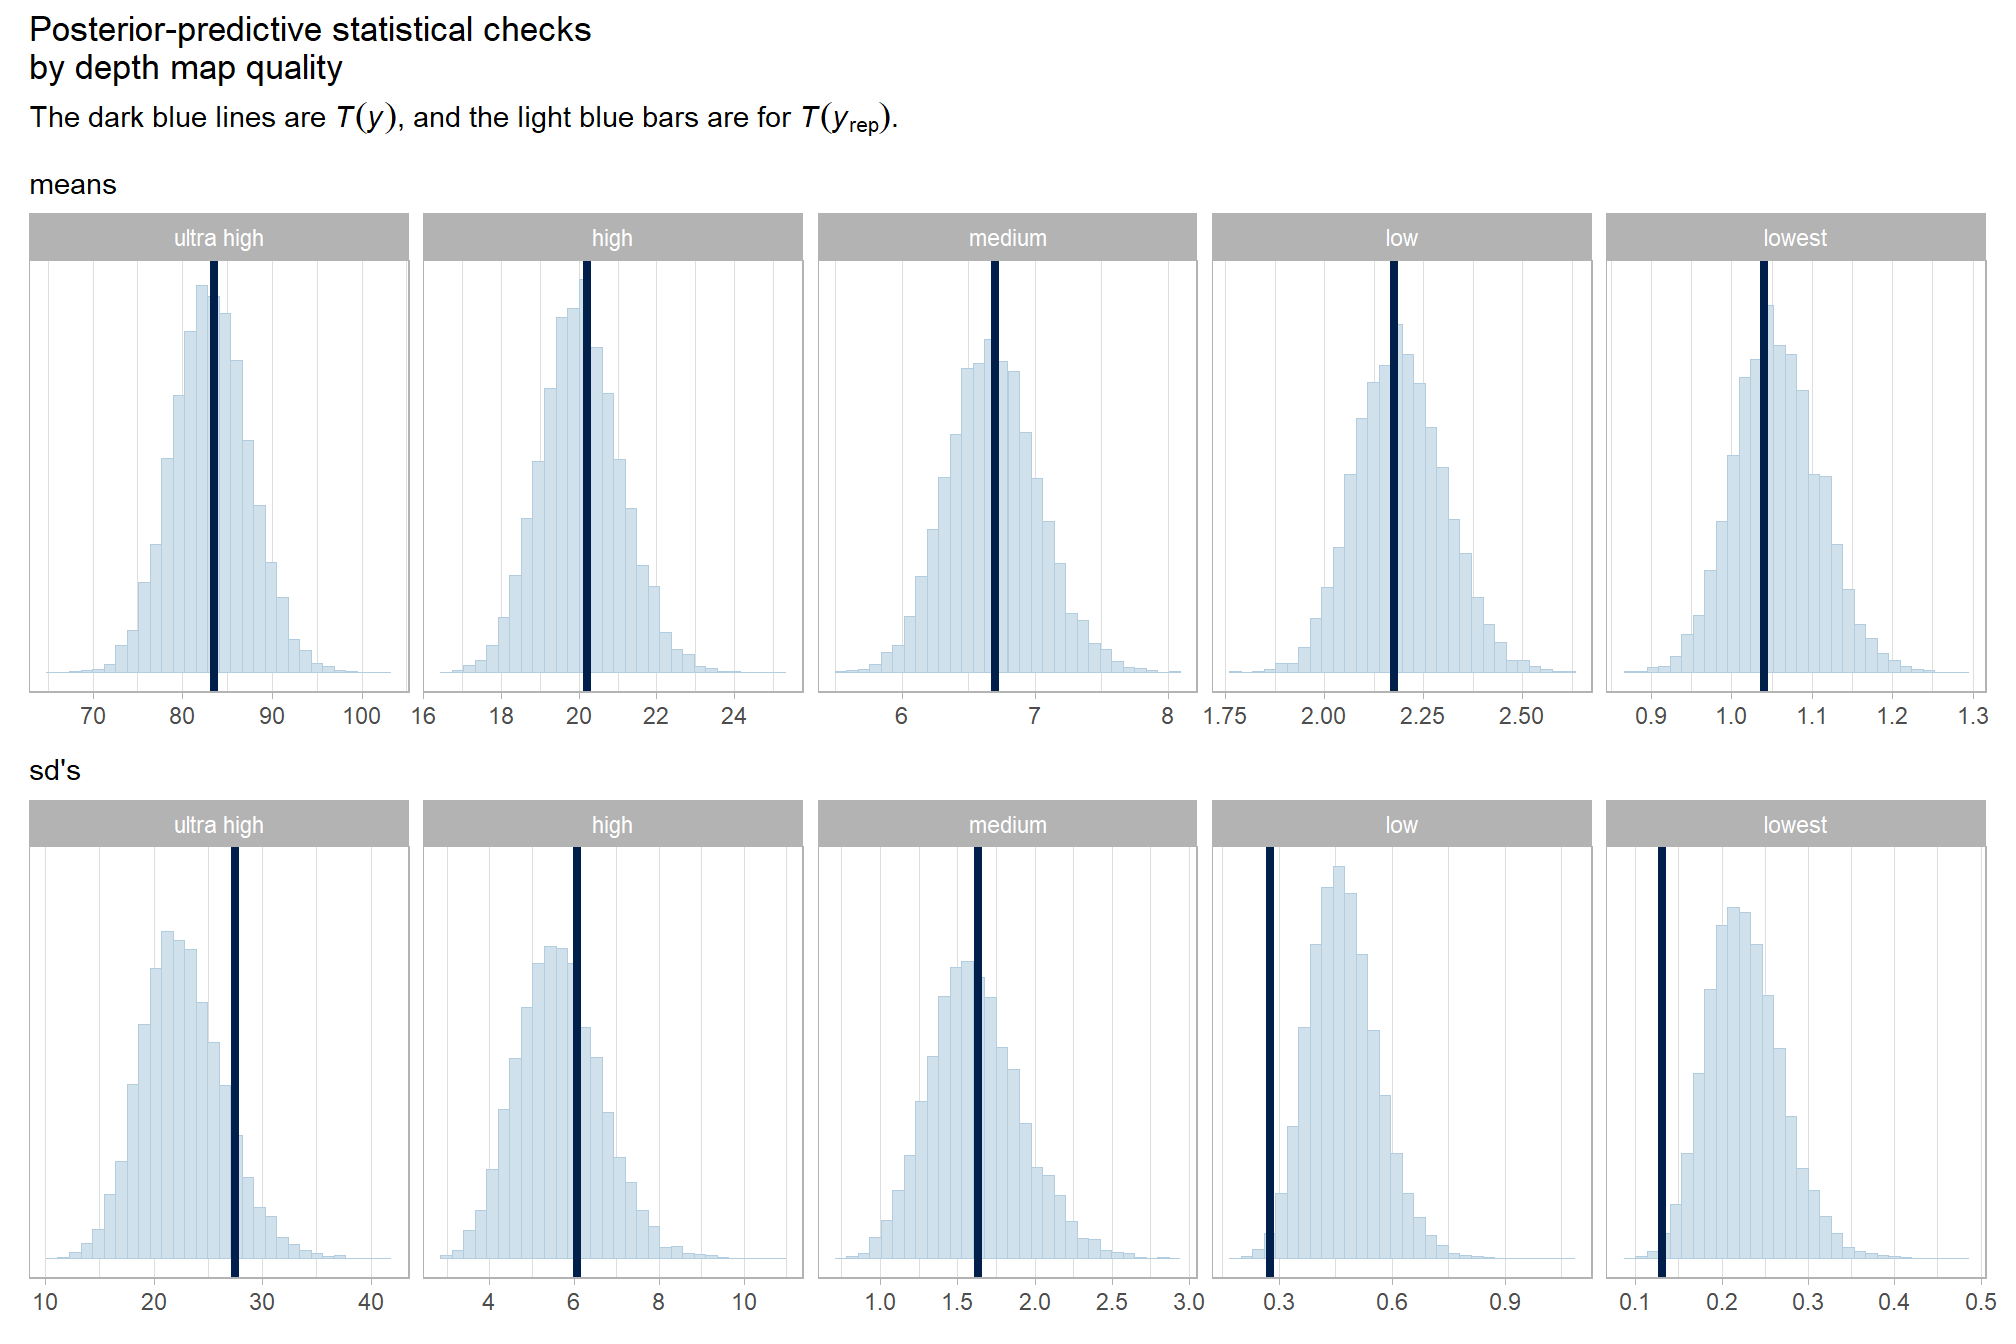 Posterior-predictive statistical checks
by depth map quality
The dark blue lines are T(y), and the light blue bars are for T(y_rep).
means
ultra high high medium low lowest
70 80 90 100 16 18 20 22 24 6 7 8 1.75 2.00 2.25 2.50 0.9 1.0 1.1 1.2 1.3
sd's
ultra high high medium low lowest
10 20 30 40 4 6 8 10 1.0 1.5 2.0 2.5 3.0 0.3 0.6 0.9 0.1 0.2 0.3 0.4 0.5